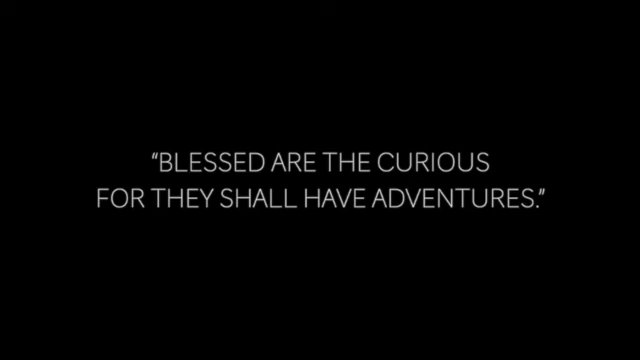 “BLESSED ARE THE CURIOUS
FOR THEY SHALL HAVE ADVENTURES.”